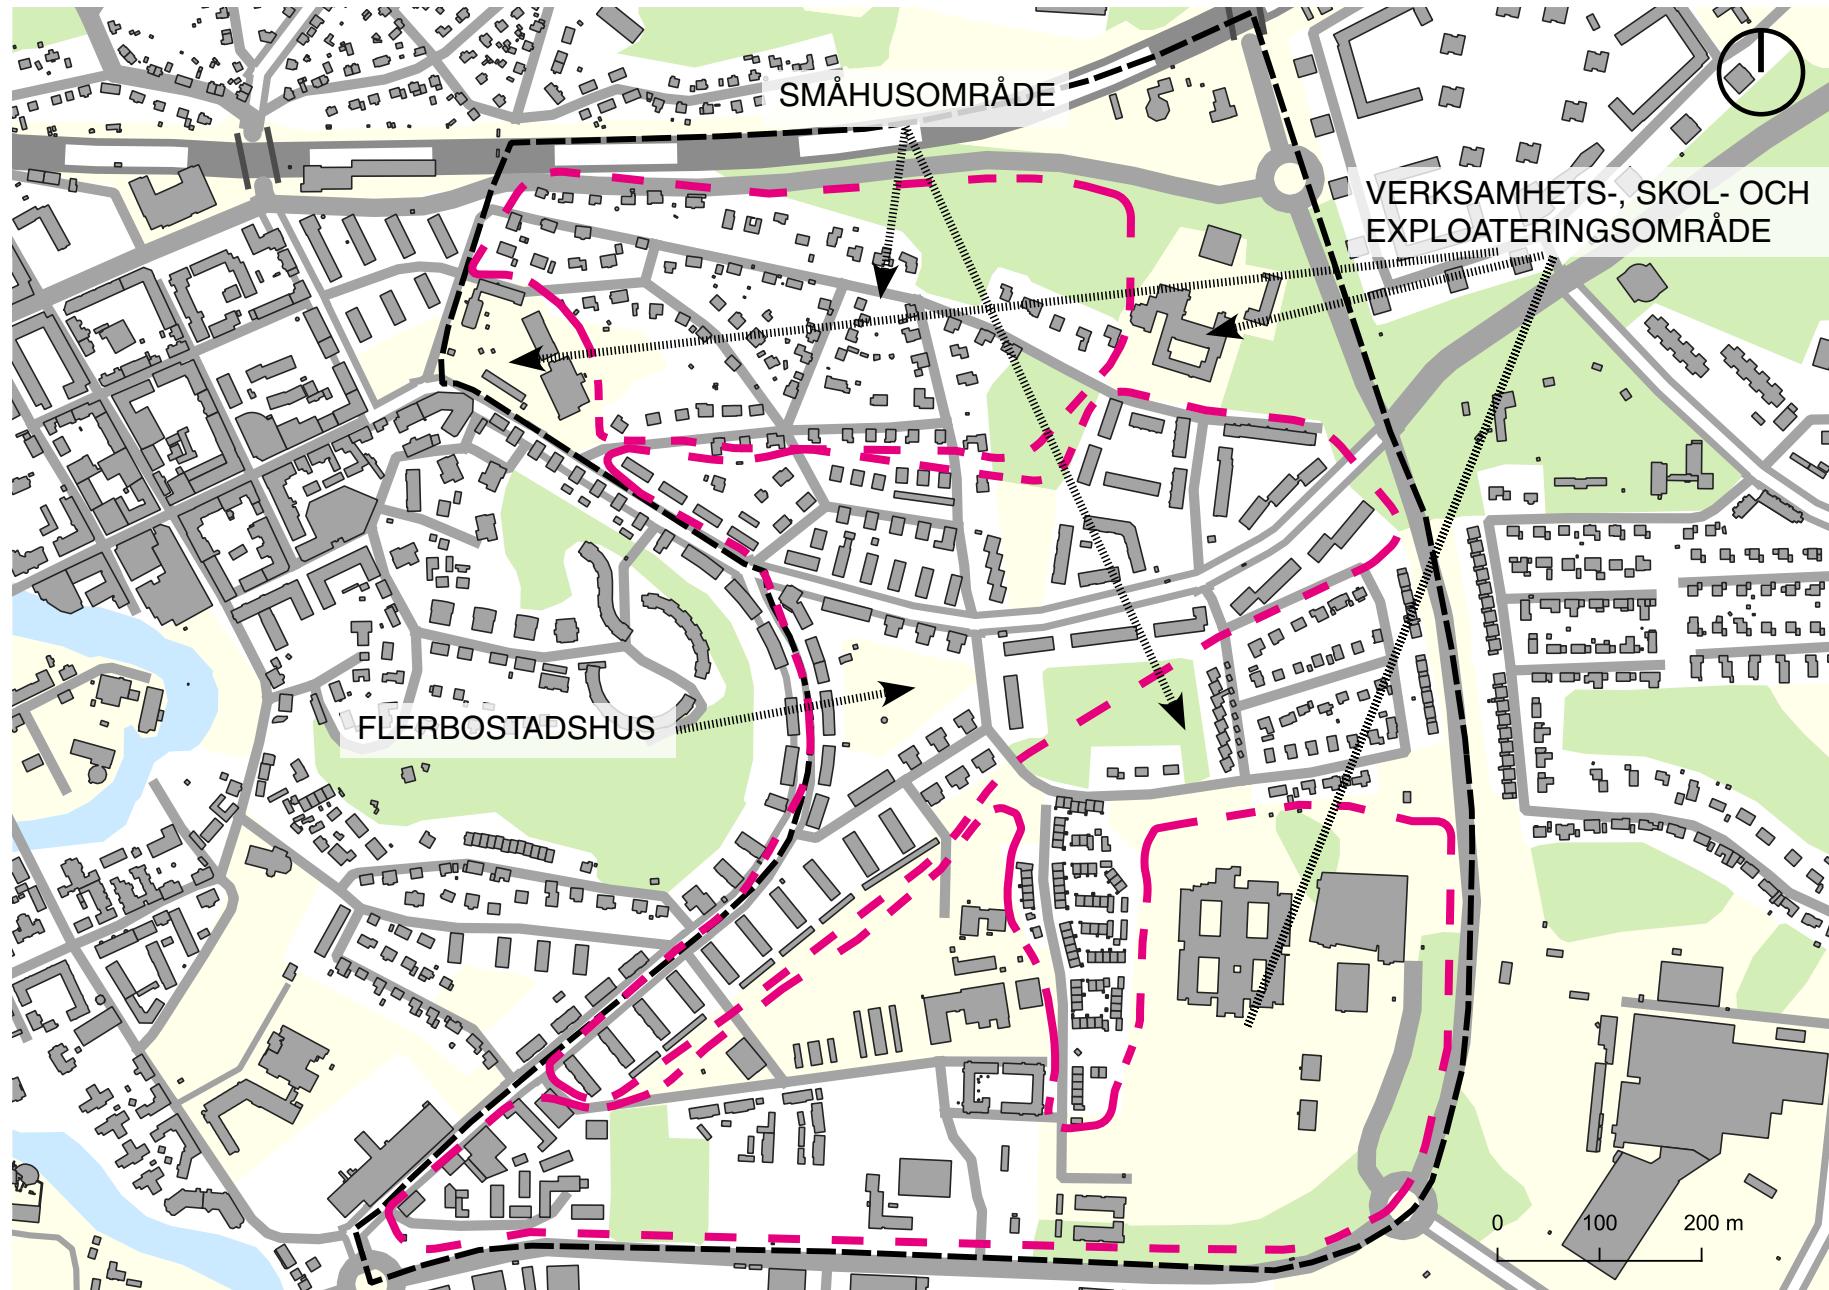 SMÅHUSOMRÅDE
VERKSAMHETS-, SKOL- OCH
EXPLOATERINGSOMRÅDE
FLERBOSTADSHUS
0 100 200 m